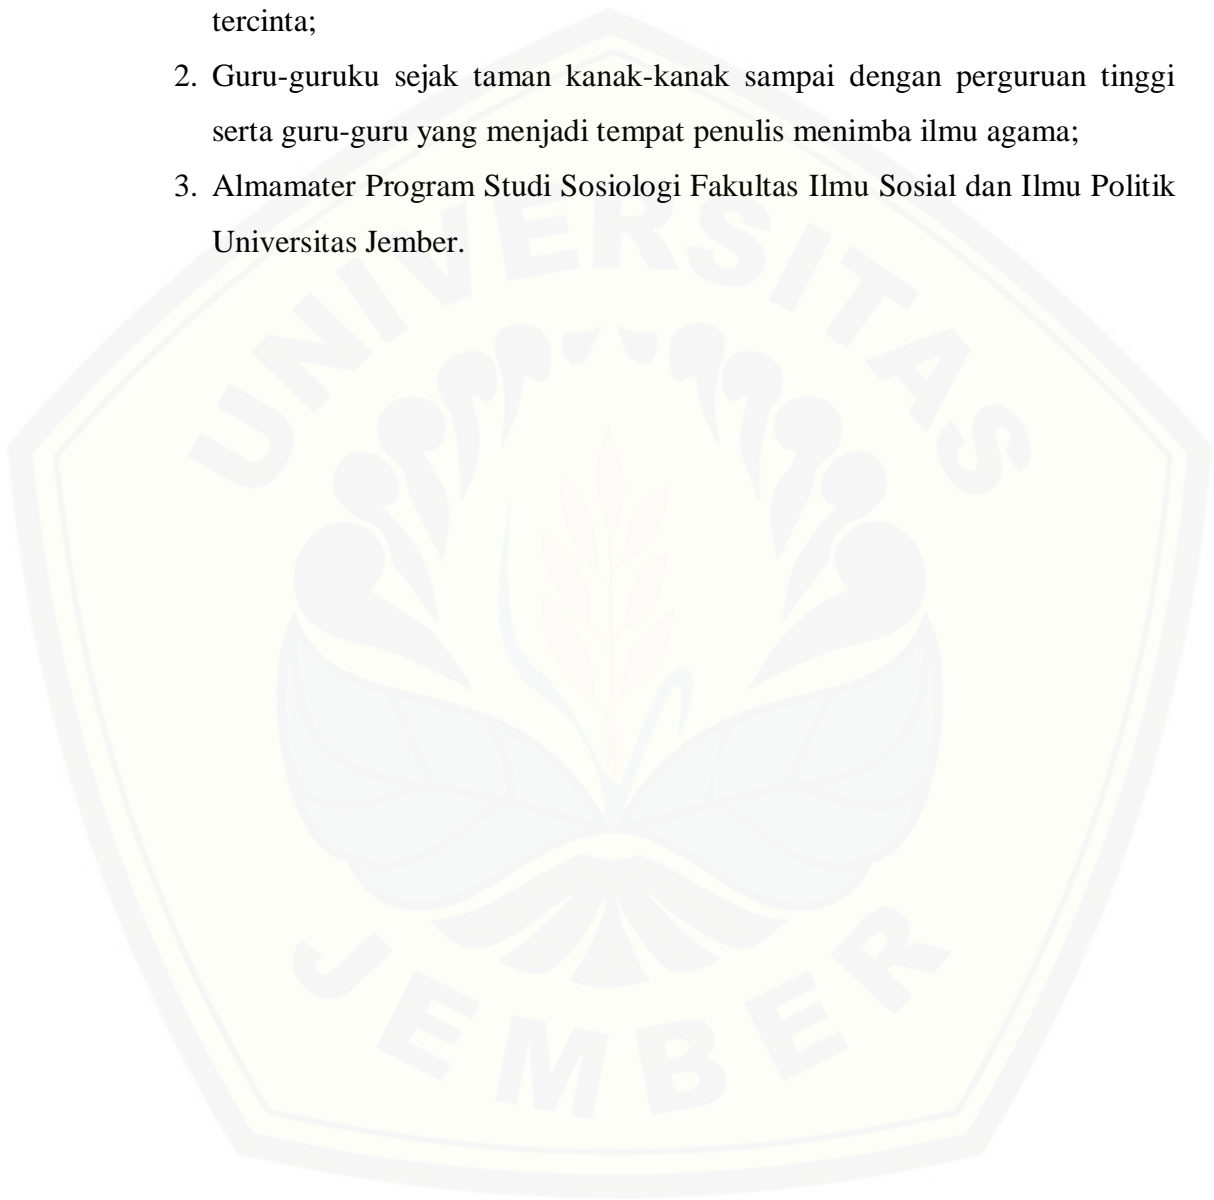 tercinta;
2. Guru-guruku sejak taman kanak-kanak sampai dengan perguruan tinggi
serta guru-guru yang menjadi tempat penulis menimba ilmu agama;
3. Almamater Program Studi Sosiologi Fakultas Ilmu Sosial dan Ilmu Politik
Universitas Jember.
UNIVERSITAS
JEMBER